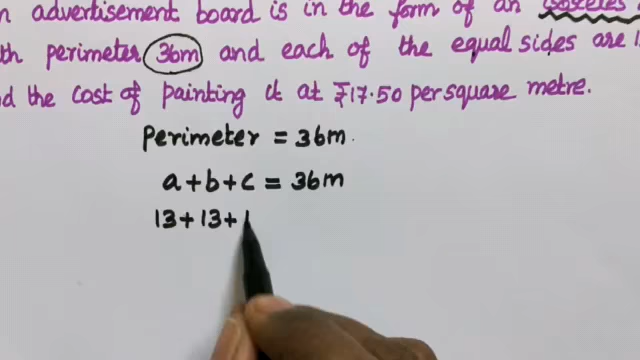 advertisement board is in the form of an isosceles
perimeter 36m and each of the equal sides are
the cost of painting it at ₹17.50 per square metre.
Perimeter = 36m.
a + b + c = 36m
13 + 13 +